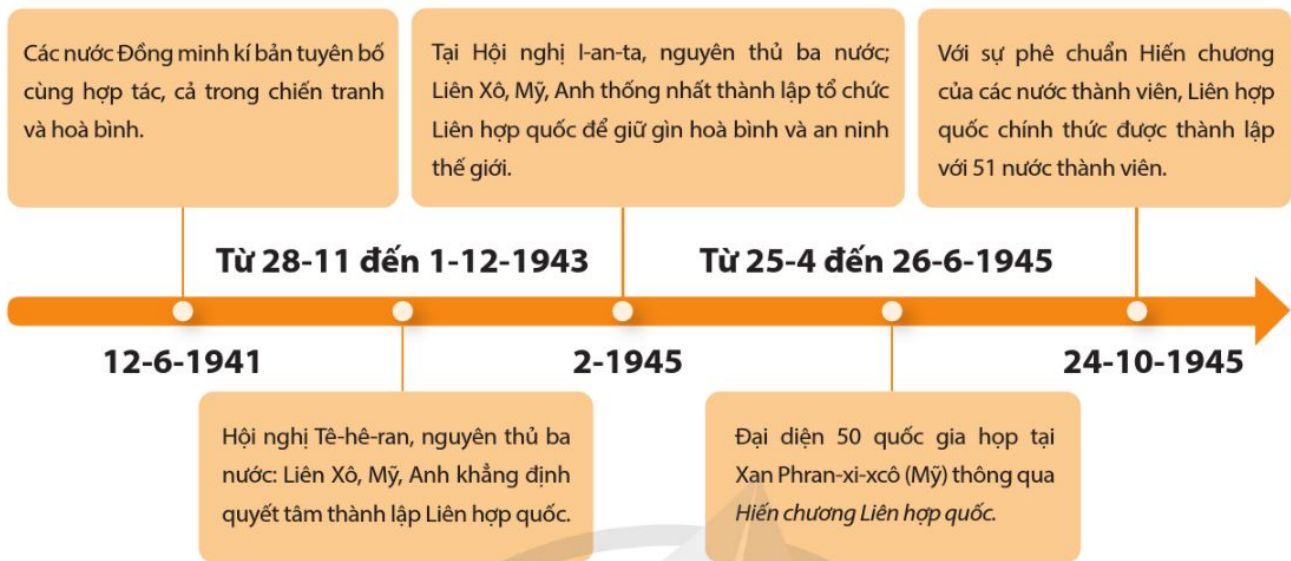 Các nước Đồng minh kí bản tuyên bố
cùng hợp tác, cả trong chiến tranh
và hoà bình.
Tại Hội nghị I-an-ta, nguyên thủ ba nước;
Liên Xô, Mỹ, Anh thống nhất thành lập tổ chức
Liên hợp quốc để giữ gìn hoà bình và an ninh
thế giới.
Với sự phê chuẩn Hiến chương
của các nước thành viên, Liên hợp
quốc chính thức được thành lập
với 51 nước thành viên.
Từ 28-11 đến 1-12-1943
Từ 25-4 đến 26-6-1945
12-6-1941
2-1945
24-10-1945
Hội nghị Tê-hê-ran, nguyên thủ ba
nước: Liên Xô, Mỹ, Anh khẳng định
quyết tâm thành lập Liên hợp quốc.
Đại diện 50 quốc gia họp tại
Xan Phran-xi-xcô (Mỹ) thông qua
Hiến chương Liên hợp quốc.